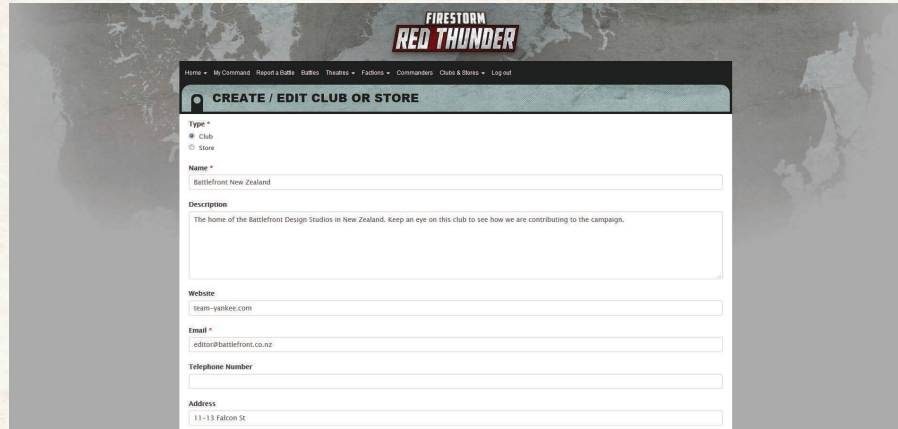 FIRESTORM
RED THUNDER
Home My Command Report a Battle Battles Theatres Factions Commanders Clubs & Stores Log out
CREATE / EDIT CLUB OR STORE
Type *
Club
Store
Name *
Battlefront New Zealand
Description
The home of the Battlefront Design Studios in New Zealand. Keep an eye on this club to see how we are contributing to the campaign.
Website
team-yankee.com
Email *
editor@battlefront.co.nz
Telephone Number
Address
11-13 Falcon St